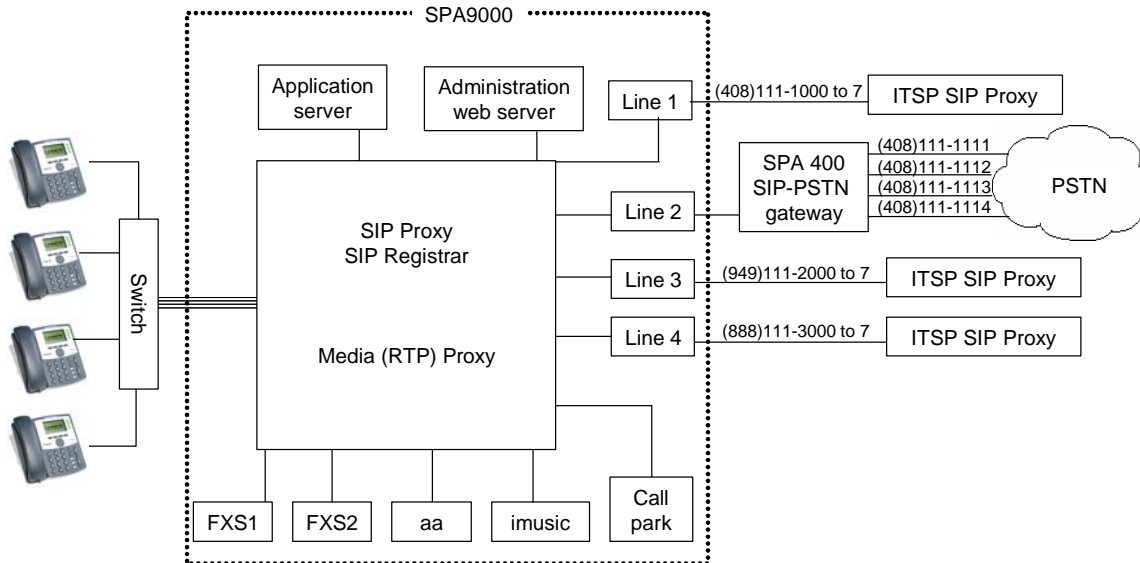 SPA9000
Application
server
Administration
web server
Line 1
(408)111-1000 to 7
ITSP SIP Proxy
SPA 400
SIP-PSTN
gateway
(408)111-1111
(408)111-1112
(408)111-1113
(408)111-1114
PSTN
Line 2
SIP Proxy
SIP Registrar
Switch
Line 3
(949)111-2000 to 7
ITSP SIP Proxy
Line 4
(888)111-3000 to 7
ITSP SIP Proxy
Media (RTP) Proxy
FXS1
FXS2
aa
imusic
Call
park